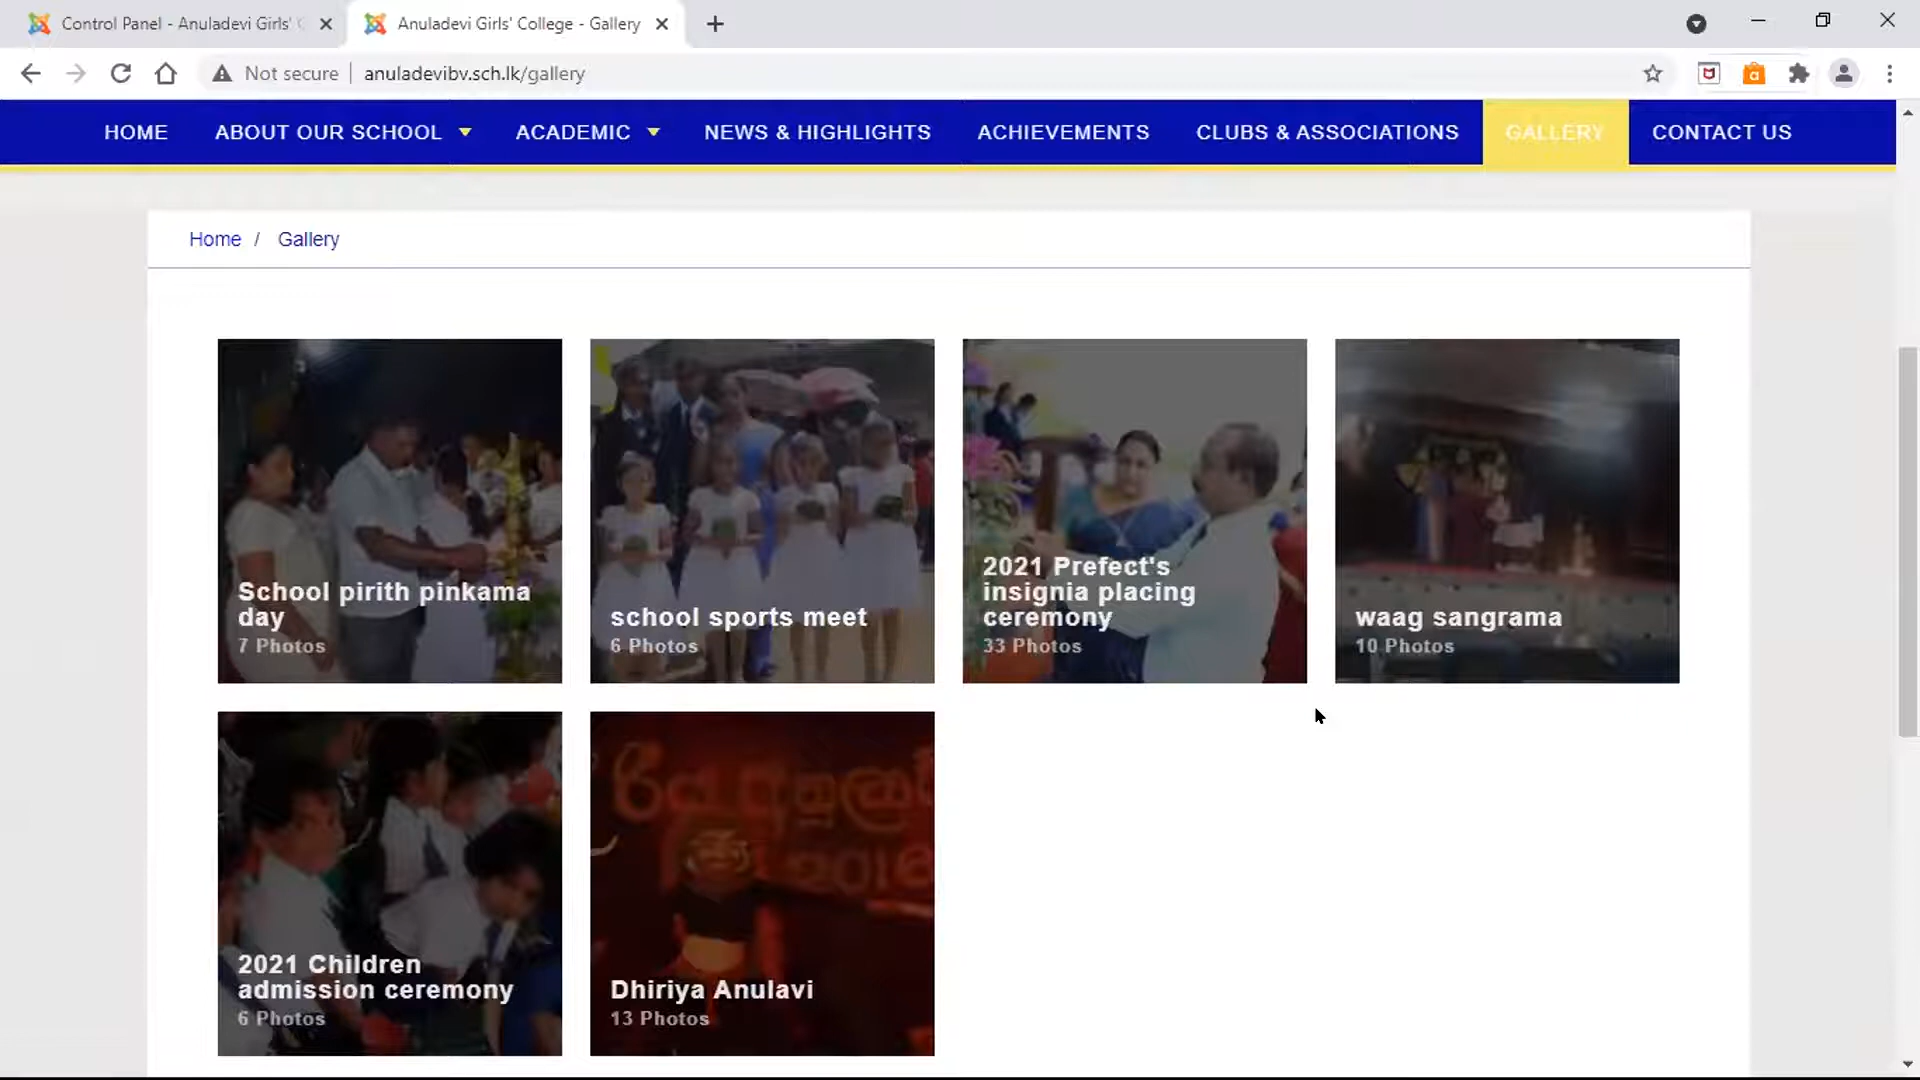 Control Panel - Anuladevi Girls'
Anuladevi Girls' College - Gallery
Not secure
anuladevibv.sch.lk/gallery
HOME
ABOUT OUR SCHOOL
ACADEMIC
NEWS & HIGHLIGHTS
ACHIEVEMENTS
CLUBS & ASSOCIATIONS
GALLERY
CONTACT US
Home / Gallery
School pirith pinkama
day
7 Photos
school sports meet
6 Photos
2021 Prefect's
insignia placing
ceremony
33 Photos
waag sangrama
10 Photos
2021 Children
admission ceremony
6 Photos
Dhiriya Anulavi
13 Photos